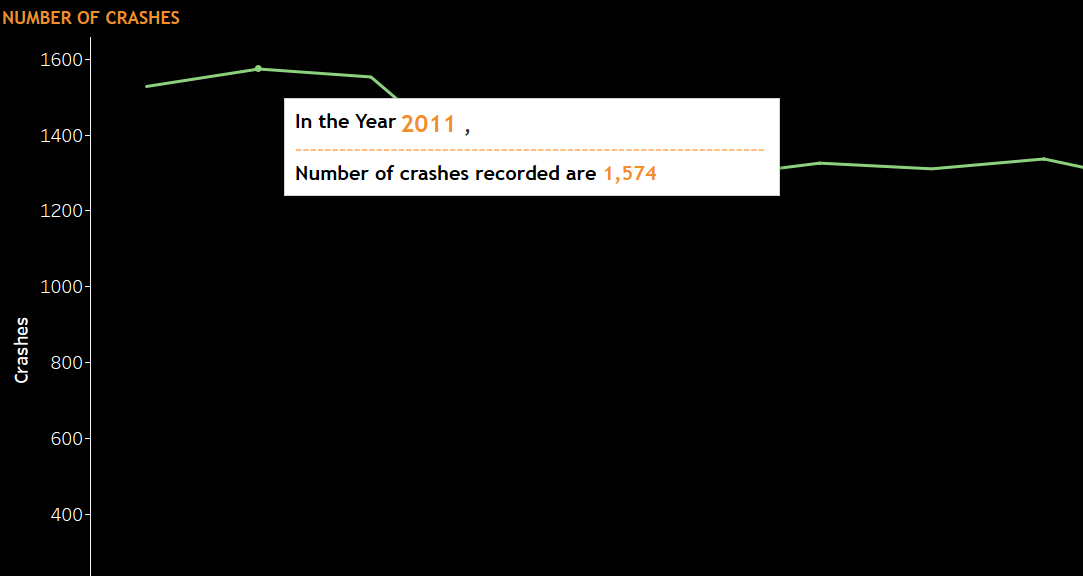 NUMBER OF CRASHES
1600
1400
1200
1000
800
600
400
Crashes
In the Year 2011 ,
Number of crashes recorded are 1,574